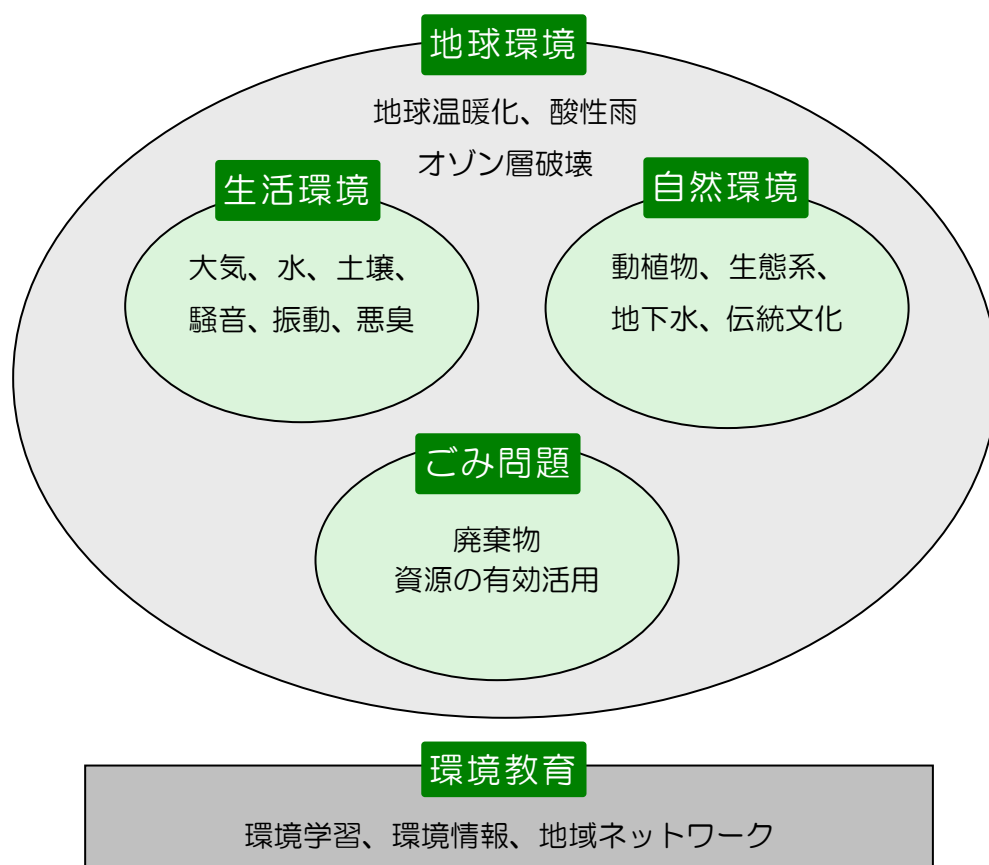 地球環境
地球温暖化、酸性雨
オゾン層破壊
生活環境
大気、水、土壌、
騒音、振動、悪臭
自然環境
動植物、生態系、
地下水、伝統文化
ごみ問題
廃棄物
資源の有効活用
環境教育
環境学習、環境情報、地域ネットワーク